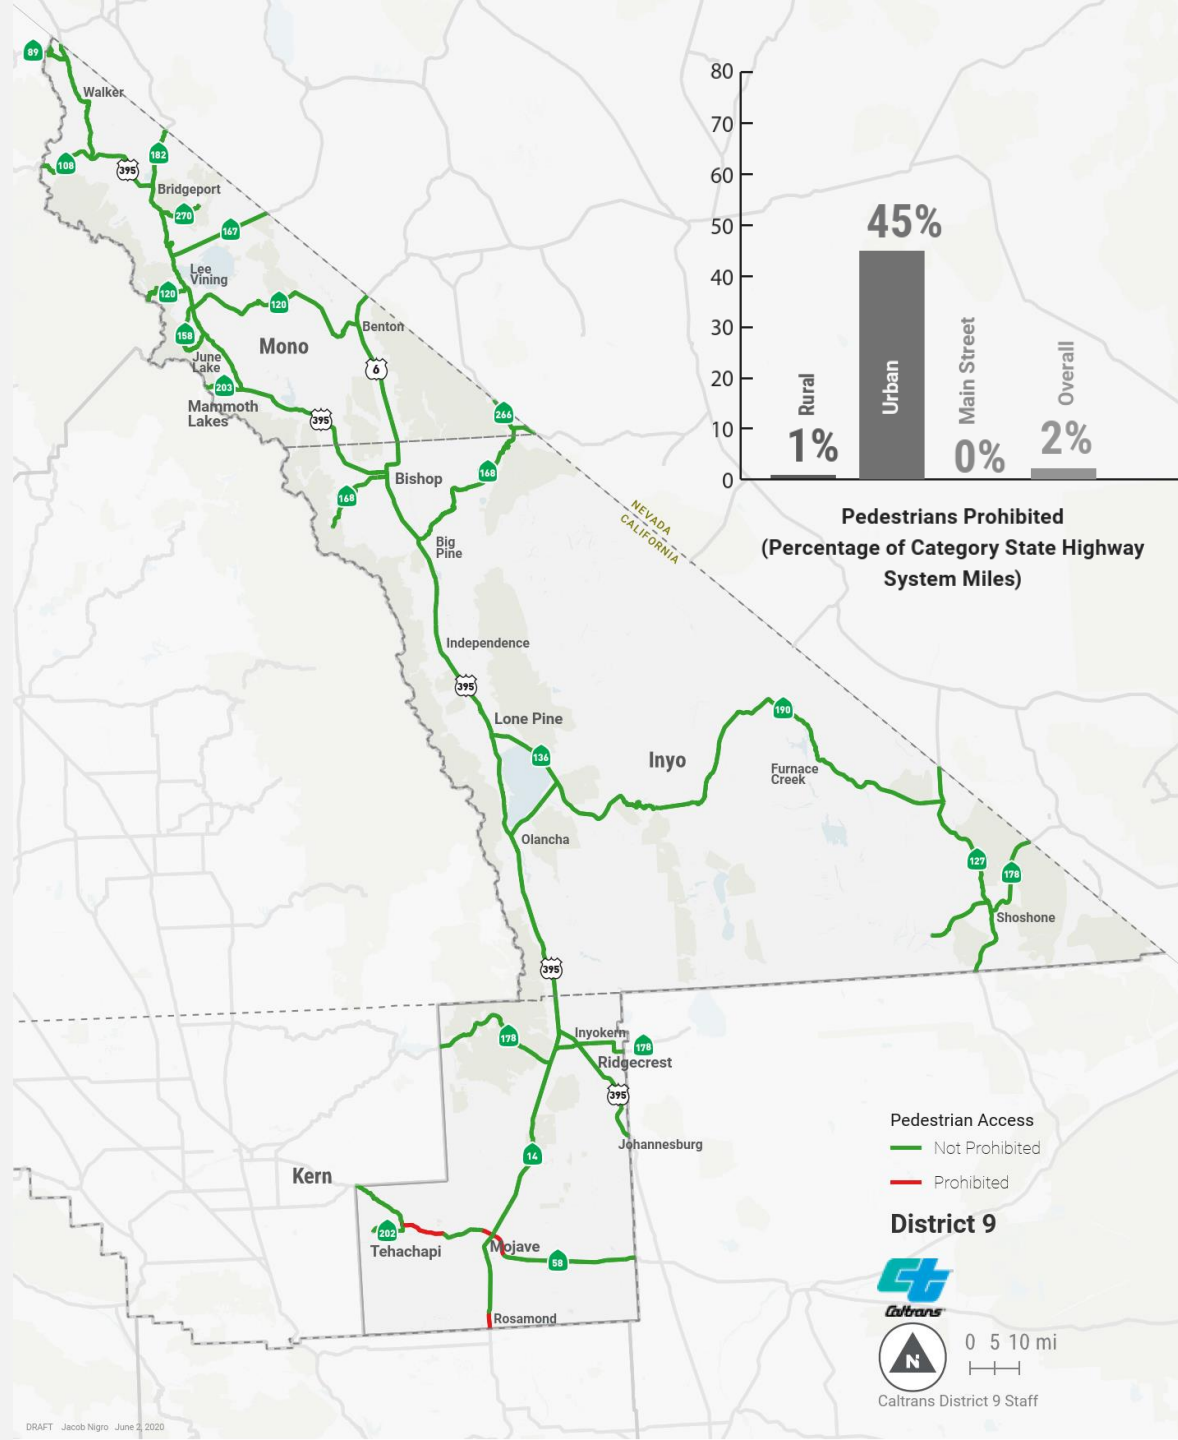 89
Walker
108
395
182
Bridgeport
270
167
Lee
Vining
120
120
158
Benton
Mono
June
Lake
6
203
Mammoth
Lakes
395
266
Bishop
168
168
Big
Pine
NEVADA
CALIFORNIA
Independence
395
Lone Pine
136
190
Inyo
Furnace
Creek
Olancha
127
178
Shoshone
395
178
Inyokern
178
Ridgecrest
395
Johannesburg
14
Kern
202
Tehachapi
Mojave
58
Rosamond
80
70
60
50
40
30
20
10
0
Rural
1%
45%
Urban
Main Street
0%
Overall
2%
Pedestrians Prohibited
(Percentage of Category State Highway
System Miles)
Pedestrian Access
Not Prohibited
Prohibited
District 9
Ct
Caltrans
N
0 5 10 mi
Caltrans District 9 Staff
DRAFT Jacob Nigro June 2, 2020